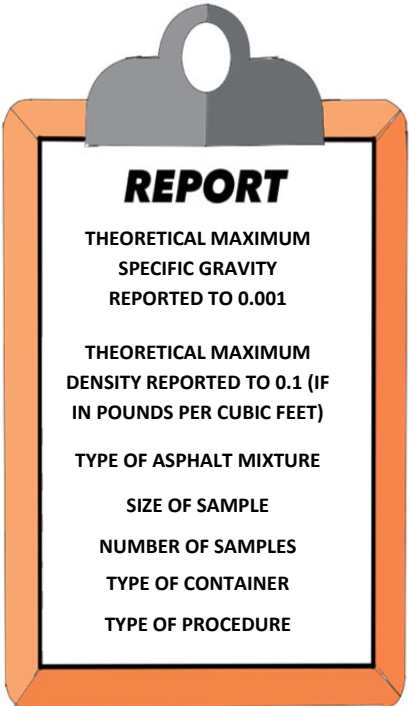 REPORT
THEORETICAL MAXIMUM
SPECIFIC GRAVITY
REPORTED TO 0.001
THEORETICAL MAXIMUM
DENSITY REPORTED TO 0.1 (IF
IN POUNDS PER CUBIC FEET)
TYPE OF ASPHALT MIXTURE
SIZE OF SAMPLE
NUMBER OF SAMPLES
TYPE OF CONTAINER
TYPE OF PROCEDURE